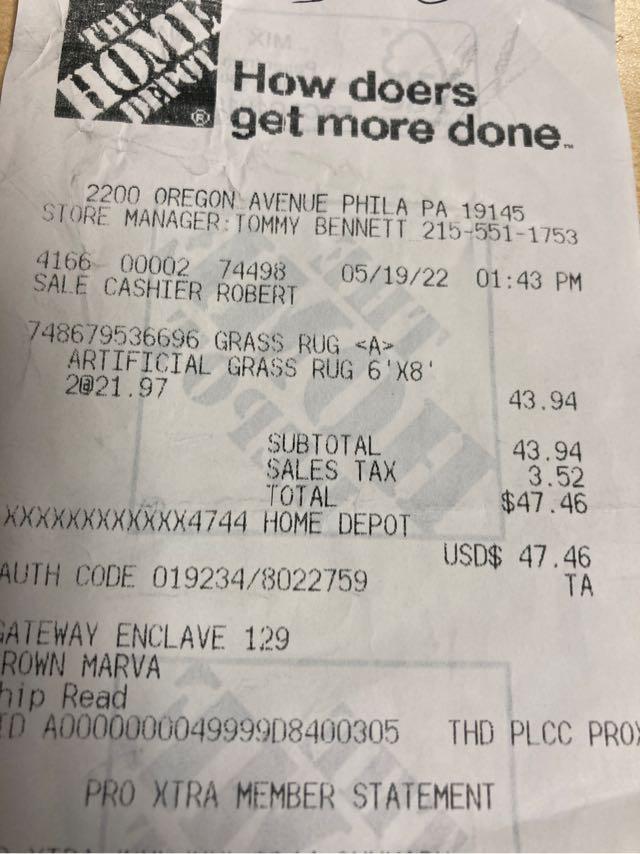 THE
HOME
DEPOT
®
How doers
get more done™
2200 OREGON AVENUE PHILA PA 19145
STORE MANAGER:TOMMY BENNETT 215-551-1753
4166 00002 74498 05/19/22 01:43 PM
SALE CASHIER ROBERT
748679536696 GRASS RUG <A>
ARTIFICIAL GRASS RUG 6'X8'
2@21.97 43.94
SUBTOTAL 43.94
SALES TAX 3.52
TOTAL $47.46
XXXXXXXXXXXX4744 HOME DEPOT
USD$ 47.46
AUTH CODE 019234/8022759 TA
GATEWAY ENCLAVE 129
ROWN MARVA
hip Read
ID A0000000049999D8400305 THD PLCC PROX
PRO XTRA MEMBER STATEMENT